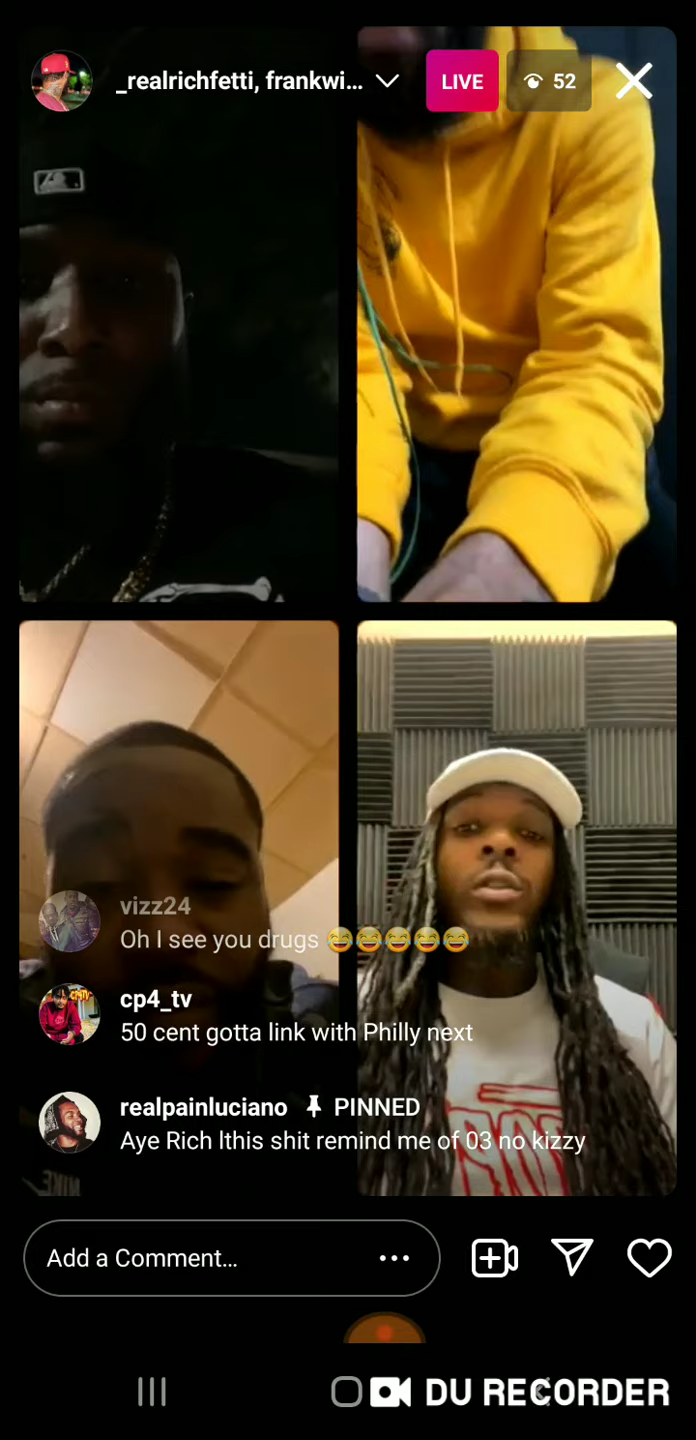 _realrichfetti, frankwi...
LIVE
52
vizz24
Oh I see you drugs 😂😂😂😂😂
cp4_tv
50 cent gotta link with Philly next
realpainluciano PINNED
Aye Rich lthis shit remind me of 03 no kizzy
NIKE
Add a Comment...
DU RECORDER